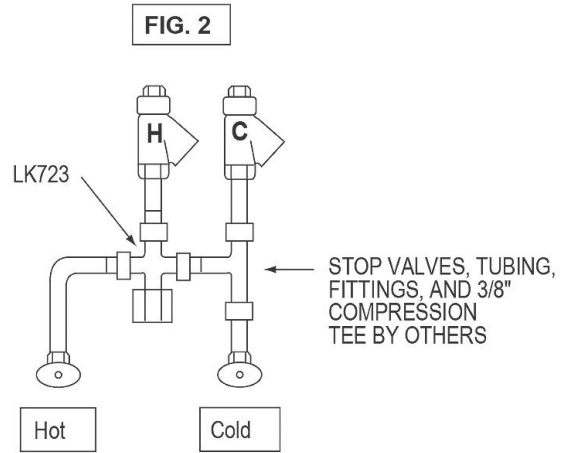 FIG. 2
H
C
LK723
STOP VALVES, TUBING,
FITTINGS, AND 3/8"
COMPRESSION
TEE BY OTHERS
Hot
Cold